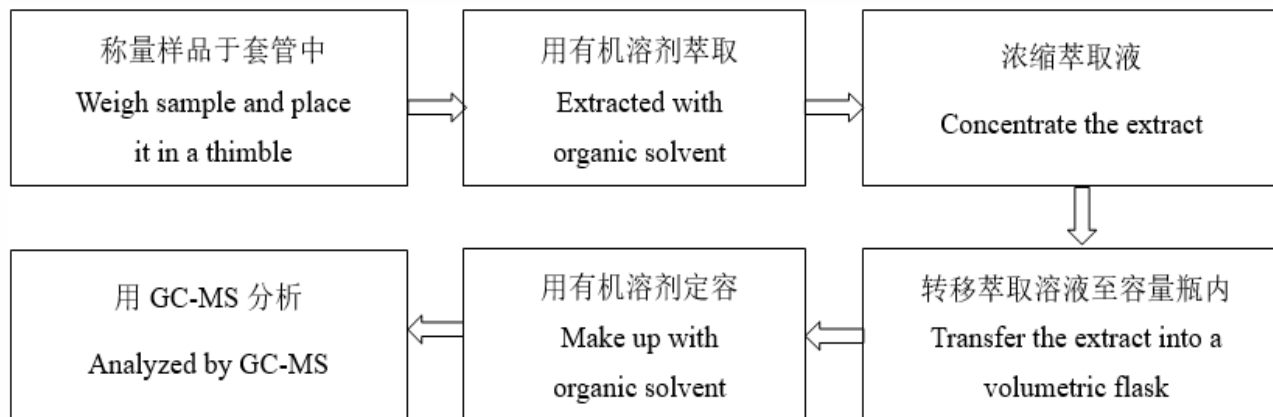 称量样品于套管中
Weigh sample and place
it in a thimble
用有机溶剂萃取
Extracted with
organic solvent
浓缩萃取液
Concentrate the extract
转移萃取溶液至容量瓶内
Transfer the extract into a
volumetric flask
用有机溶剂定容
Make up with
organic solvent
用 GC-MS 分析
Analyzed by GC-MS